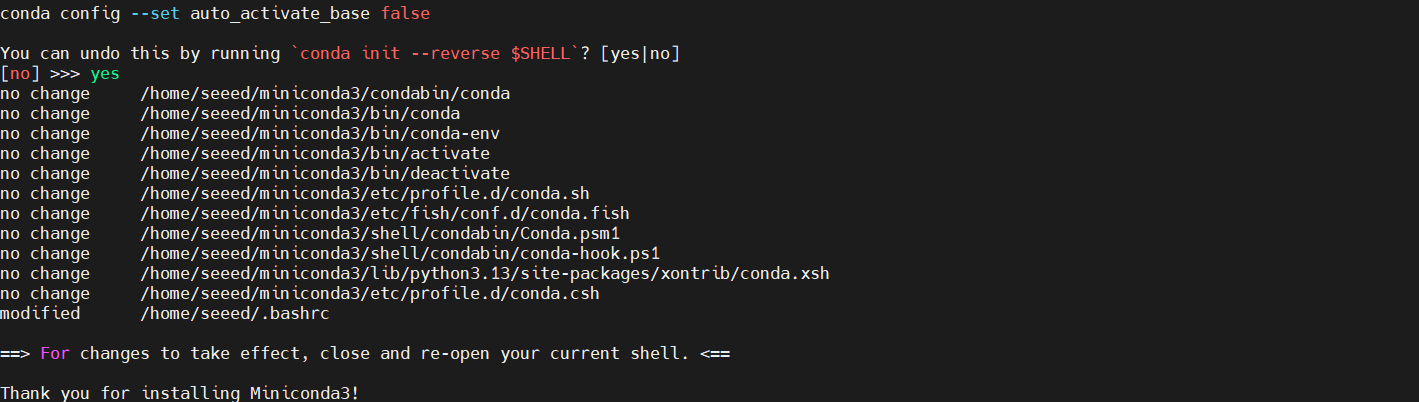 conda config --set auto_activate_base false
You can undo this by running `conda init --reverse $SHELL`? [yes|no]
[no] >>> yes
no change     /home/seeed/miniconda3/condabin/conda
no change     /home/seeed/miniconda3/bin/conda
no change     /home/seeed/miniconda3/bin/conda-env
no change     /home/seeed/miniconda3/bin/activate
no change     /home/seeed/miniconda3/bin/deactivate
no change     /home/seeed/miniconda3/etc/profile.d/conda.sh
no change     /home/seeed/miniconda3/etc/fish/conf.d/conda.fish
no change     /home/seeed/miniconda3/shell/condabin/Conda.psm1
no change     /home/seeed/miniconda3/shell/condabin/conda-hook.ps1
no change     /home/seeed/miniconda3/lib/python3.13/site-packages/xontrib/conda.xsh
no change     /home/seeed/miniconda3/etc/profile.d/conda.csh
modified      /home/seeed/.bashrc
==> For changes to take effect, close and re-open your current shell. <==
Thank you for installing Miniconda3!